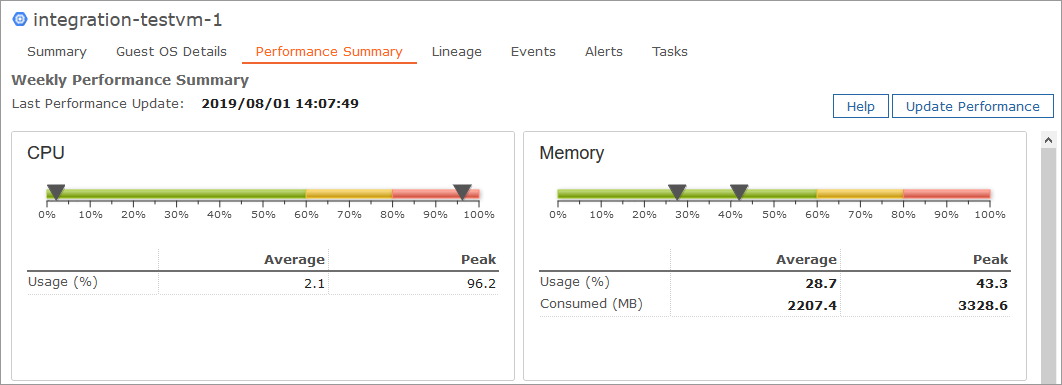 integration-testvm-1
Summary Guest OS Details Performance Summary Lineage Events Alerts Tasks
Weekly Performance Summary
Last Performance Update: 2019/08/01 14:07:49
Help Update Performance
CPU
0% 10% 20% 30% 40% 50% 60% 70% 80% 90% 100%
Average Peak
Usage (%) 2.1 96.2
Memory
0% 10% 20% 30% 40% 50% 60% 70% 80% 90% 100%
Average Peak
Usage (%) 28.7 43.3
Consumed (MB) 2207.4 3328.6